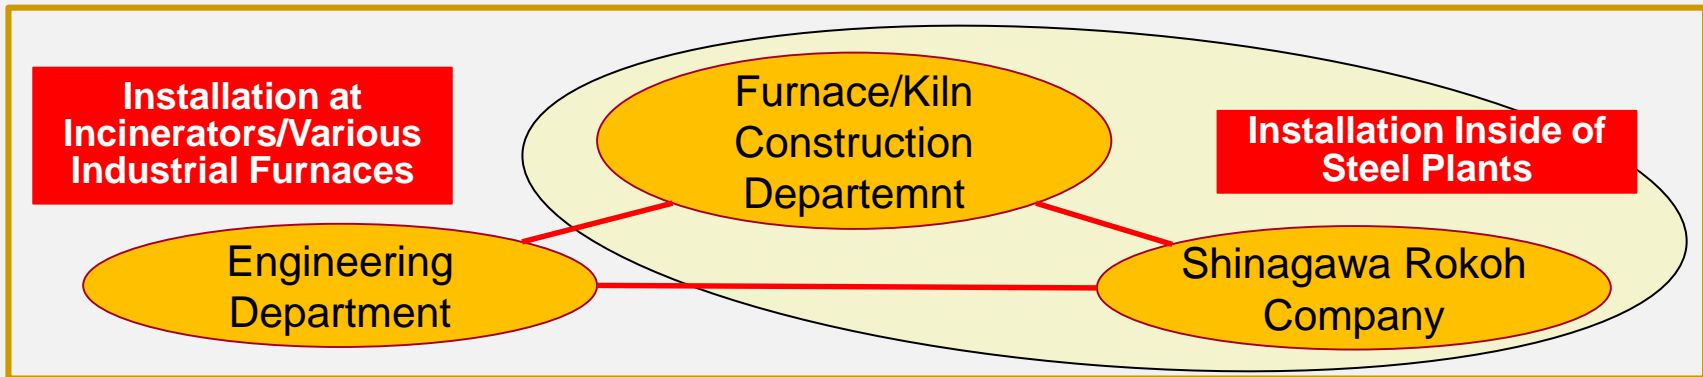 Installation at
Incinerators/Various
Industrial Furnaces
Furnace/Kiln
Construction
Departemnt
Installation Inside of
Steel Plants
Engineering
Department
Shinagawa Rokoh
Company